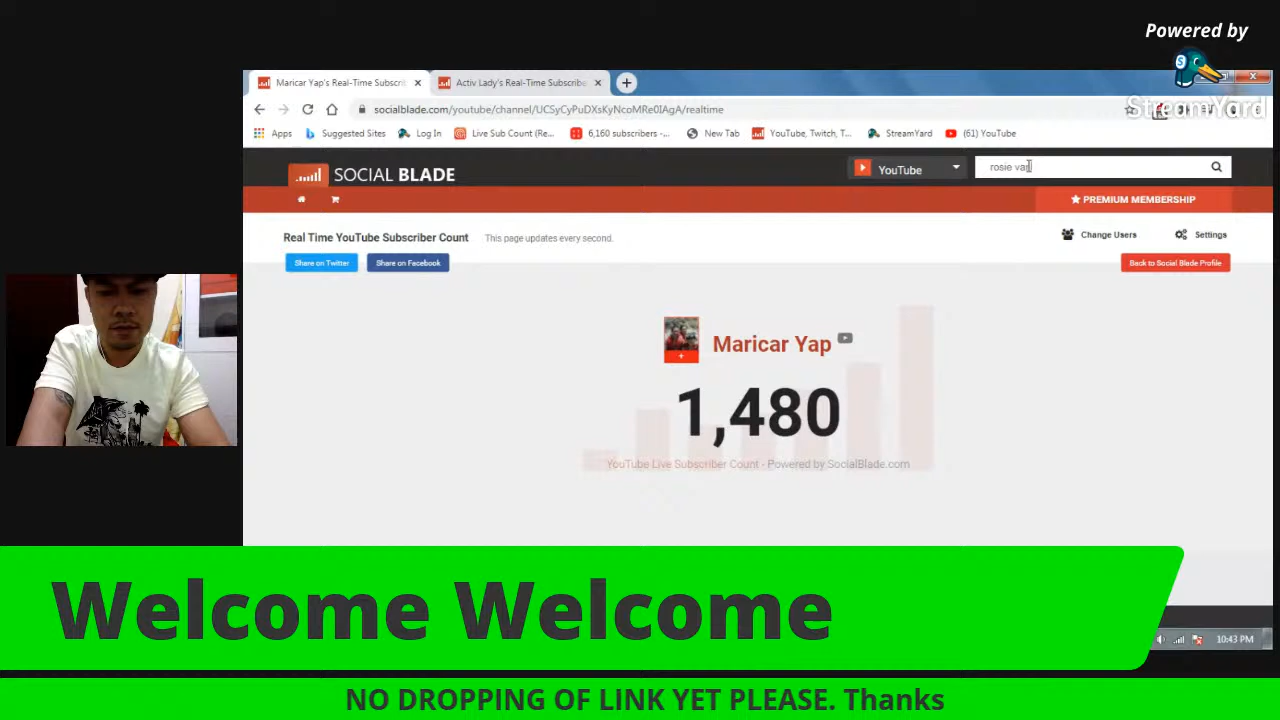 Powered by
StreamYard
Maricar Yap's Real-Time Subscrib
Activ Lady's Real-Time Subscribe
socialblade.com/youtube/channel/UCSyCyPuDXsKyNcoMRe0IAgA/realtime
Apps
Suggested Sites
Log In
Live Sub Count (Re...
6,160 subscribers -...
New Tab
YouTube, Twitch, T...
StreamYard
(61) YouTube
SOCIAL BLADE
YouTube
rosie
PREMIUM MEMBERSHIP
Real Time YouTube Subscriber Count
This page updates every second.
Change Users
Settings
Share on Twitter
Share on Facebook
Back to Social Blade Profile
Maricar Yap
1,480
YouTube Live Subscriber Count - Powered by SocialBlade.com
10:43 PM
Welcome Welcome
NO DROPPING OF LINK YET PLEASE. Thanks